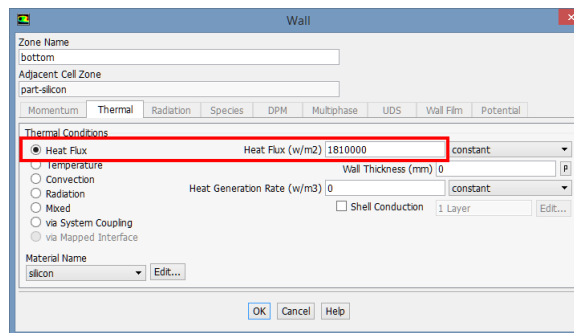 Wall
Zone Name
bottom
Adjacent Cell Zone
part-silicon
Momentum Thermal Radiation Species DPM Multiphase UDS Wall Film Potential
Thermal Conditions
Heat Flux Heat Flux (w/m2) 1810000 constant
Temperature Wall Thickness (mm) 0 P
Convection
Heat Generation Rate (w/m3) 0 constant
Radiation
Mixed Shell Conduction 1 Layer Edit...
via System Coupling
via Mapped Interface
Material Name
silicon Edit...
OK Cancel Help